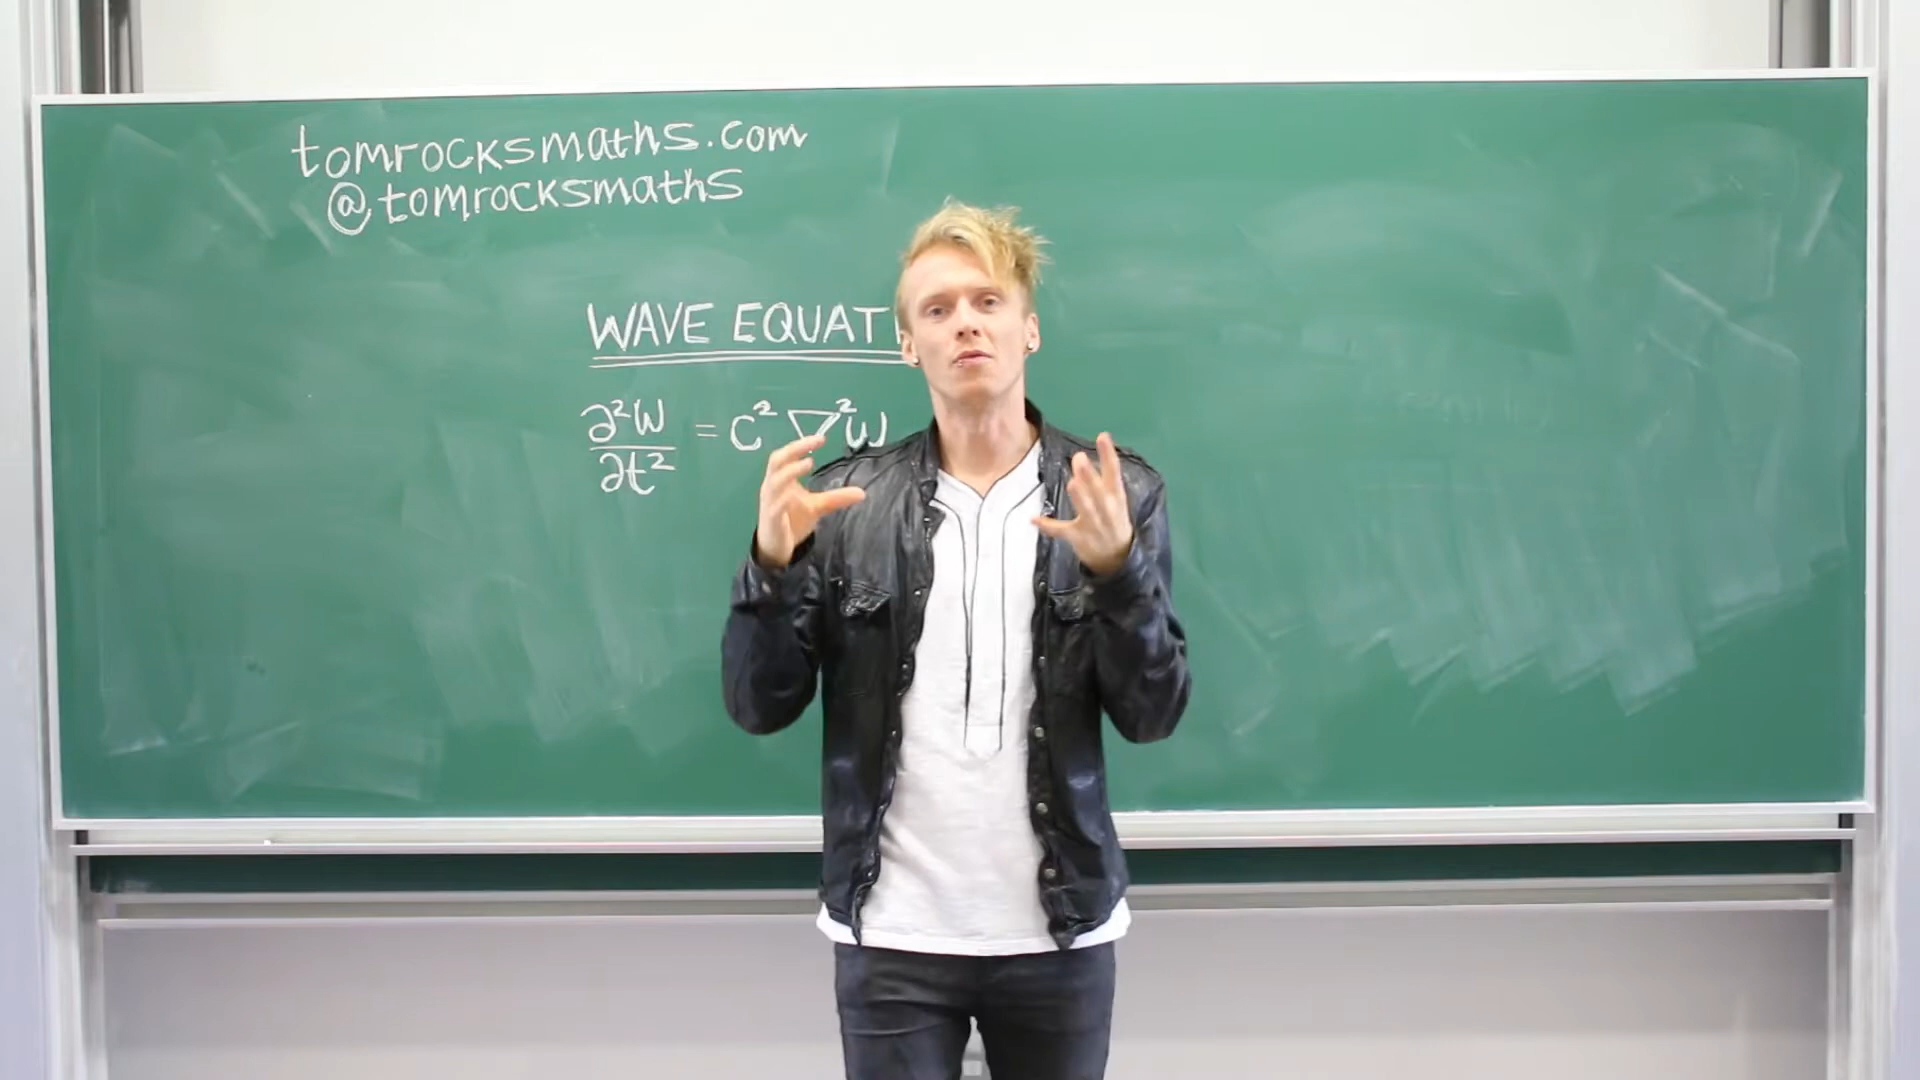 tomrocksmaths.com
@tomrocksmaths
WAVE EQUAT
∂²W/∂t² = C² ∇²W